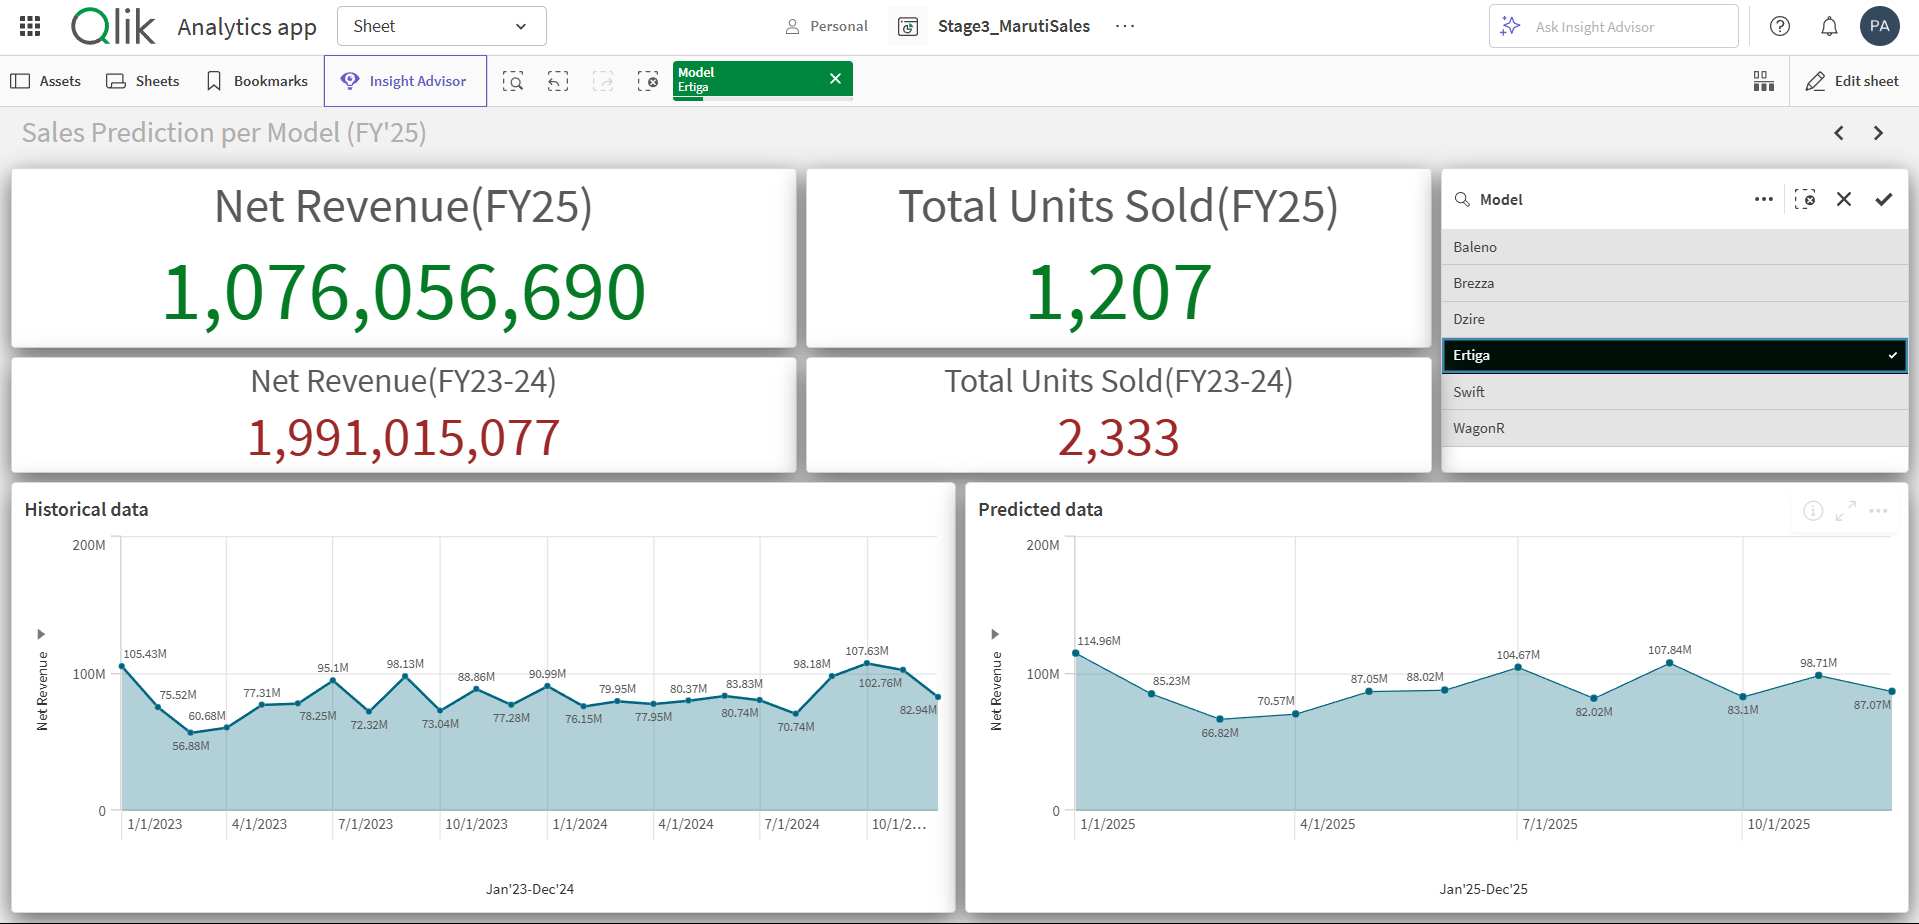 Qlik
Analytics app
Sheet
Personal
Stage3_MarutiSales
Ask Insight Advisor
PA
Assets
Sheets
Bookmarks
Insight Advisor
Model
Ertiga
Edit sheet
Sales Prediction per Model (FY'25)
Net Revenue(FY25)
1,076,056,690
Total Units Sold(FY25)
1,207
Net Revenue(FY23-24)
1,991,015,077
Total Units Sold(FY23-24)
2,333
Model
Baleno
Brezza
Dzire
Ertiga
Swift
WagonR
Historical data
200M
100M
0
Net Revenue
105.43M
75.52M
56.88M
60.68M
77.31M
78.25M
95.1M
72.32M
98.13M
73.04M
88.86M
77.28M
90.99M
76.15M
79.95M
77.95M
80.37M
83.83M
80.74M
70.74M
98.18M
107.63M
102.76M
82.94M
1/1/2023
4/1/2023
7/1/2023
10/1/2023
1/1/2024
4/1/2024
7/1/2024
10/1/2...
Jan'23-Dec'24
Predicted data
200M
100M
0
Net Revenue
114.96M
85.23M
66.82M
70.57M
87.05M
88.02M
104.67M
82.02M
107.84M
83.1M
98.71M
87.07M
1/1/2025
4/1/2025
7/1/2025
10/1/2025
Jan'25-Dec'25